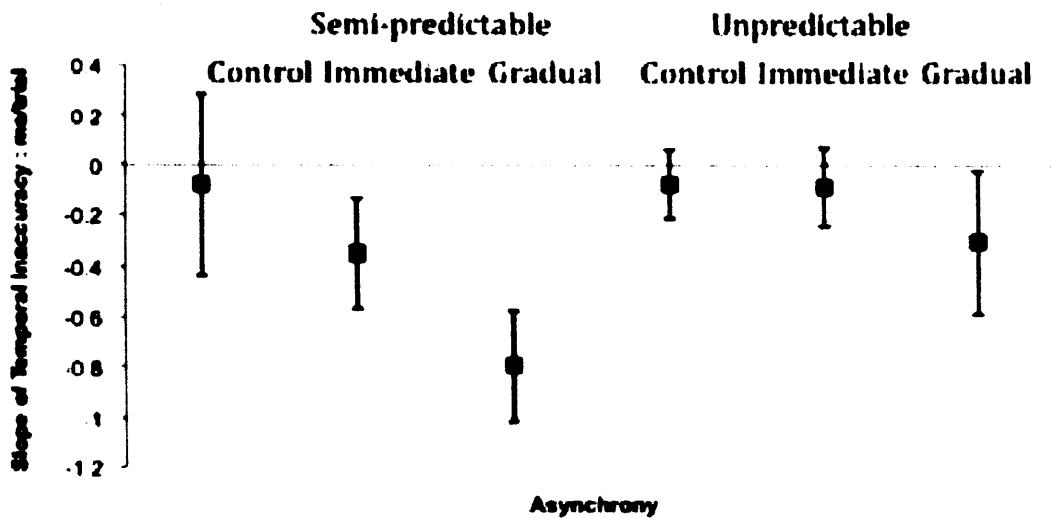 Semi-predictable Unpredictable
Control Immediate Gradual Control Immediate Gradual
Slope of Temporal Inaccuracy : ms/trial
0 4
0 2
0
-0 2
-0 4
-0 6
-0 8
-1
-1 2
Asynchrony